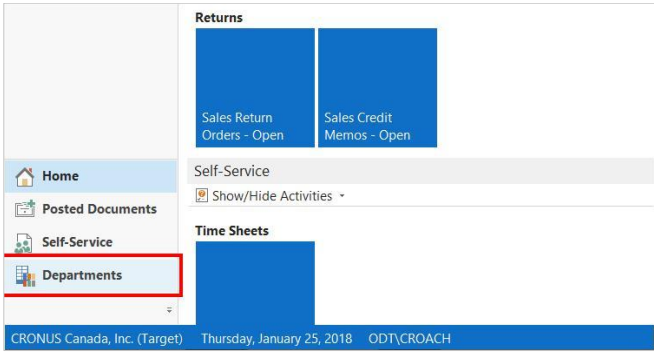 Returns
Sales Return
Orders - Open
Sales Credit
Memos - Open
Self-Service
Show/Hide Activities
Time Sheets
Home
Posted Documents
Self-Service
Departments
CRONUS Canada, Inc. (Target) Thursday, January 25, 2018 ODT\CROACH